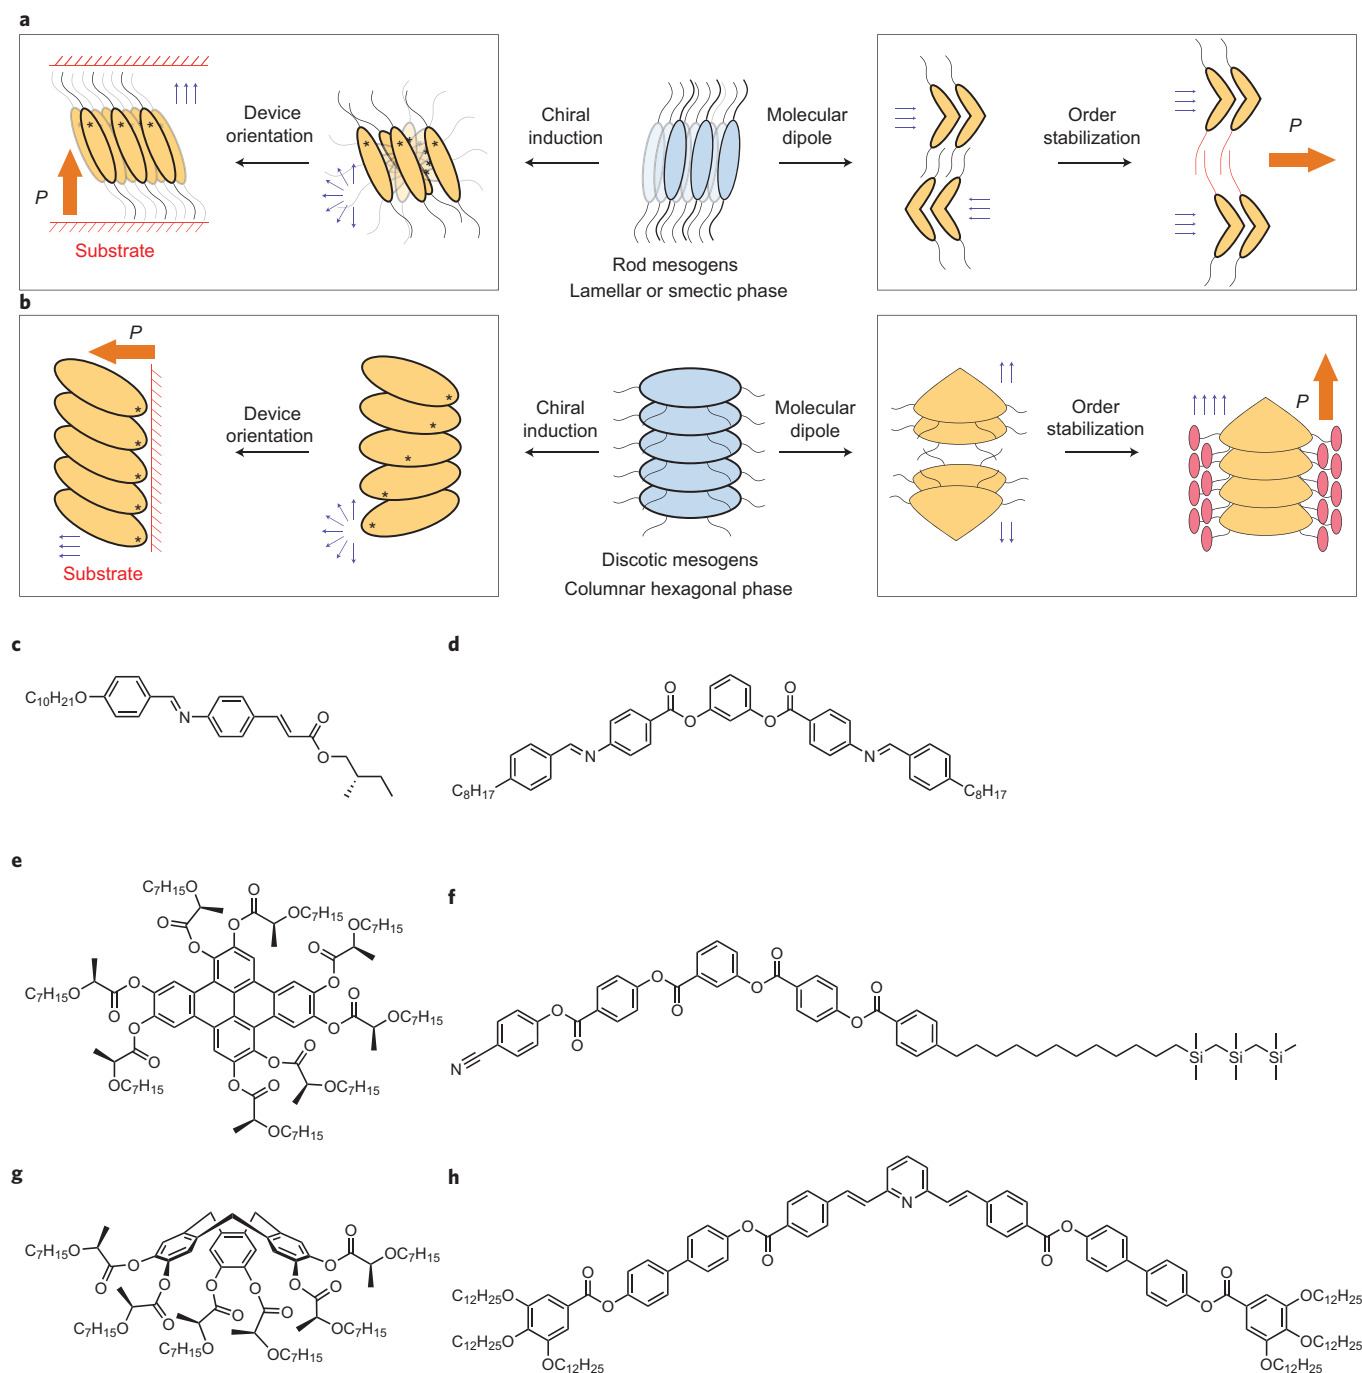 a
Device
orientation
Chiral
induction
Molecular
dipole
Order
stabilization
P
P
Substrate
Rod mesogens
Lamellar or smectic phase
b
P
Device
orientation
Chiral
induction
Molecular
dipole
Order
stabilization
P
Substrate
Discotic mesogens
Columnar hexagonal phase
c
C10H21O
N
O
O
d
O
O
O
O
N
N
C8H17
C8H17
e
C7H15O
O
O
O
OC7H15
OC7H15
O
O
O
O
C7H15O
O
O
O
O
OC7H15
O
O
OC7H15
O
O
O
O
OC7H15
O
O
OC7H15
f
N
O
O
O
O
O
O
O
O
Si
Si
Si
g
C7H15O
O
O
O
OC7H15
O
O
O
O
O
O
O
O
O
C7H15O
C7H15O
OC7H15
OC7H15
h
N
O
O
O
O
O
O
O
O
C12H25O
C12H25O
OC12H25
OC12H25
OC12H25
OC12H25